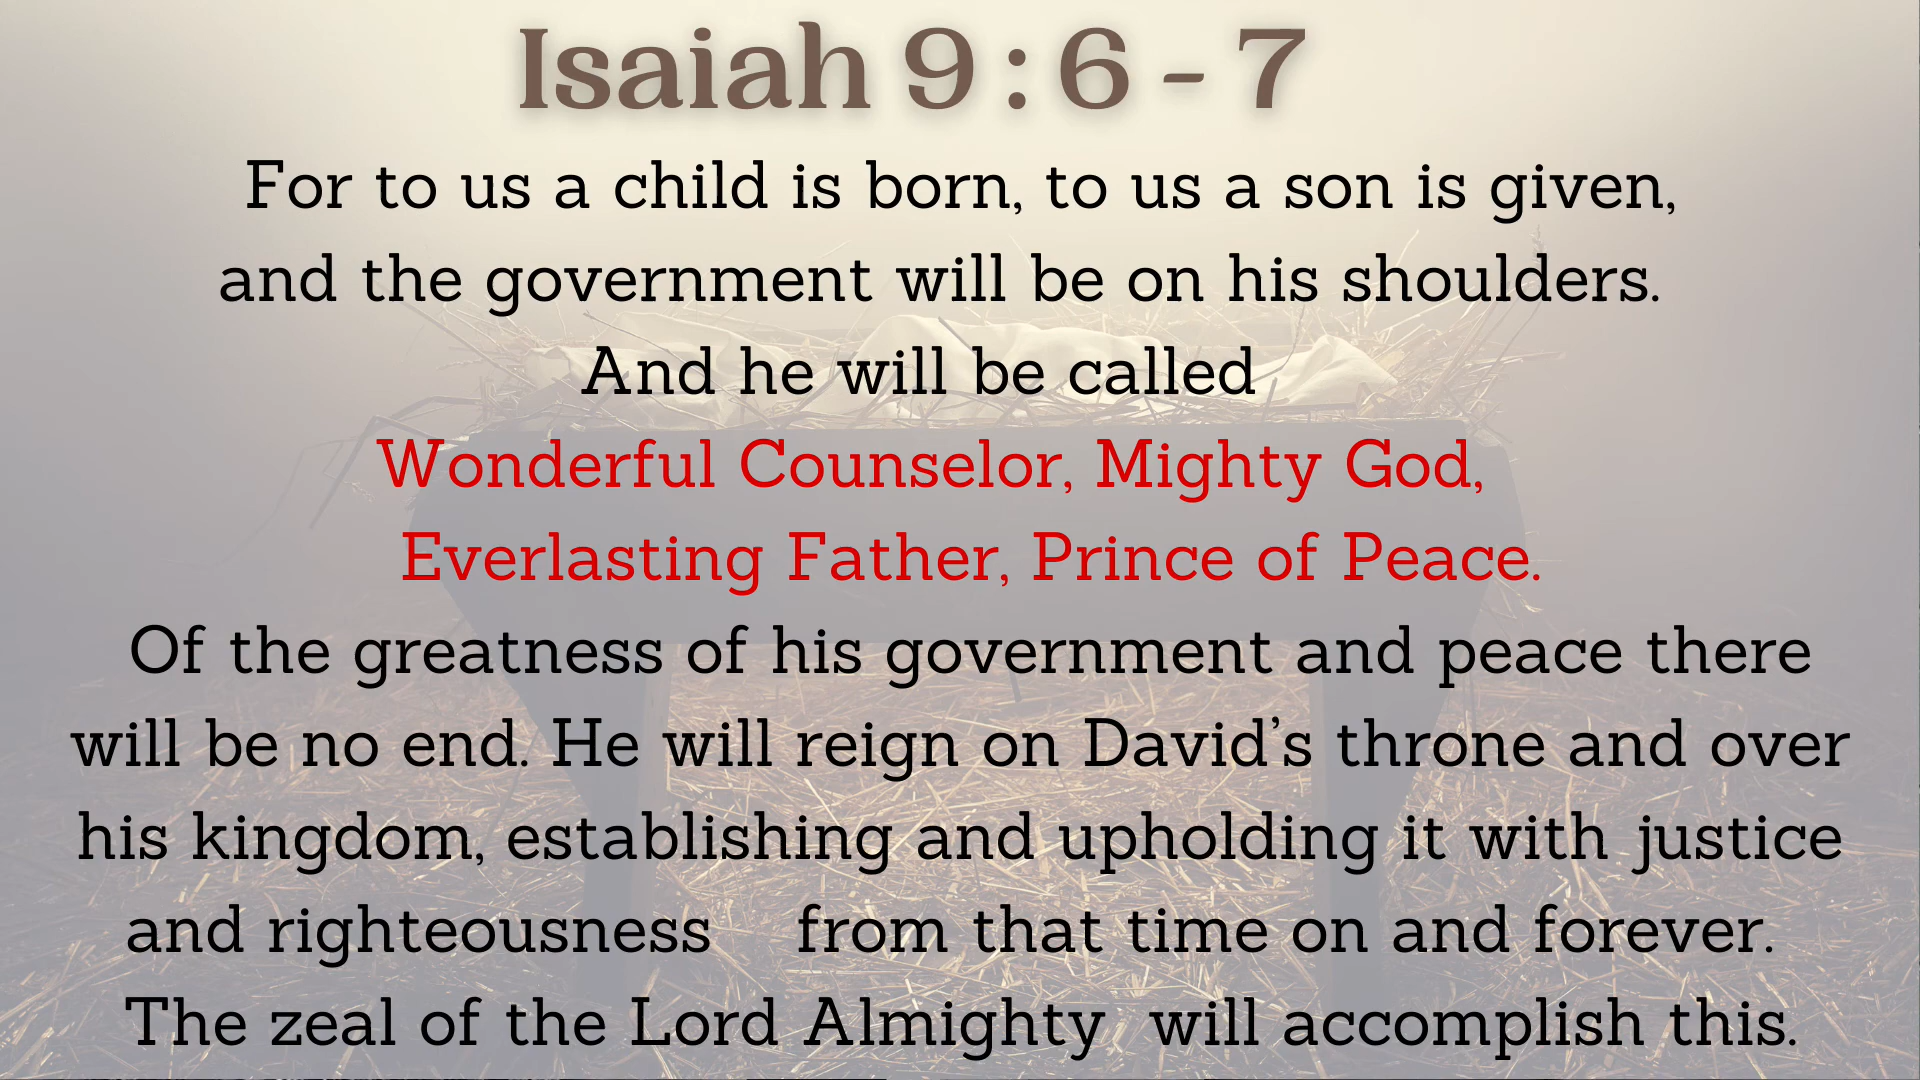 Isaiah 9:6-7
For to us a child is born, to us a son is given,
and the government will be on his shoulders.
And he will be called
Wonderful Counselor, Mighty God,
Everlasting Father, Prince of Peace.
Of the greatness of his government and peace there
will be no end. He will reign on David’s throne and over
his kingdom, establishing and upholding it with justice
and righteousness from that time on and forever.
The zeal of the Lord Almighty will accomplish this.